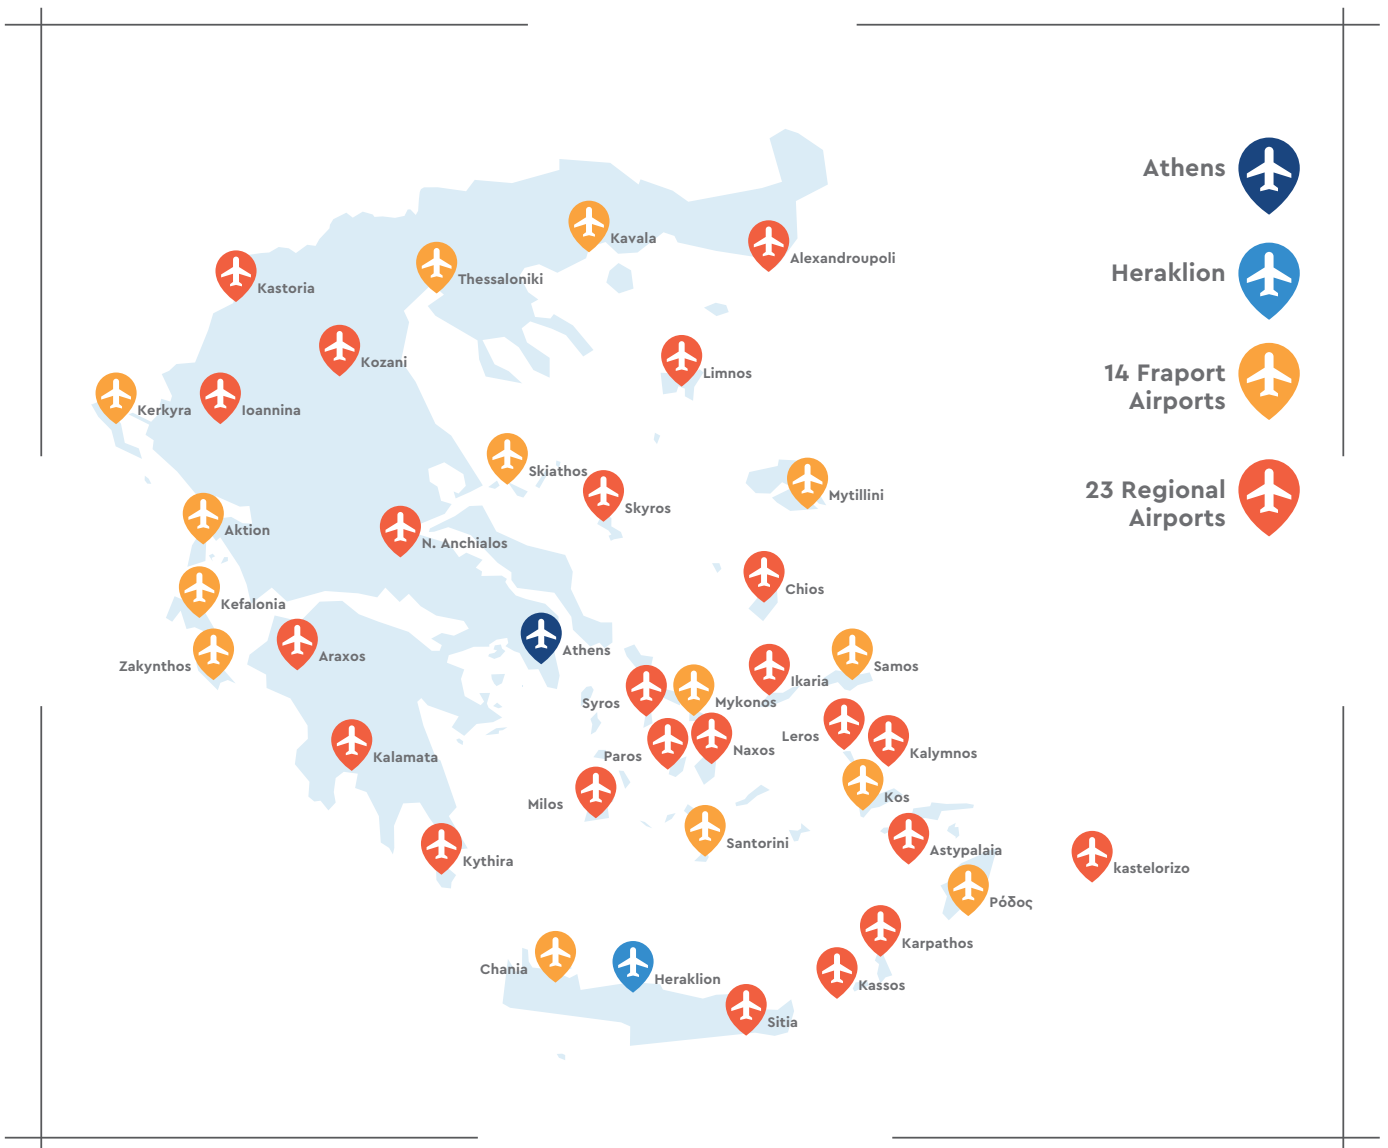 Athens
Heraklion
14 Fraport
Airports
23 Regional
Airports
Kavala
Alexandroupoli
Thessaloniki
Kastoria
Kozani
Limnos
Kerkyra
Ioannina
Skiathos
Skyros
Mytillini
Aktion
N. Anchialos
Chios
Kefalonia
Athens
Araxos
Zakynthos
Samos
Ikaria
Syros
Mykonos
Leros
Naxos
Kalymnos
Paros
Kalamata
Kos
Milos
Santorini
Astypalaia
Kythira
kastelorizo
Ρόδος
Karpathos
Chania
Heraklion
Kassos
Sitia